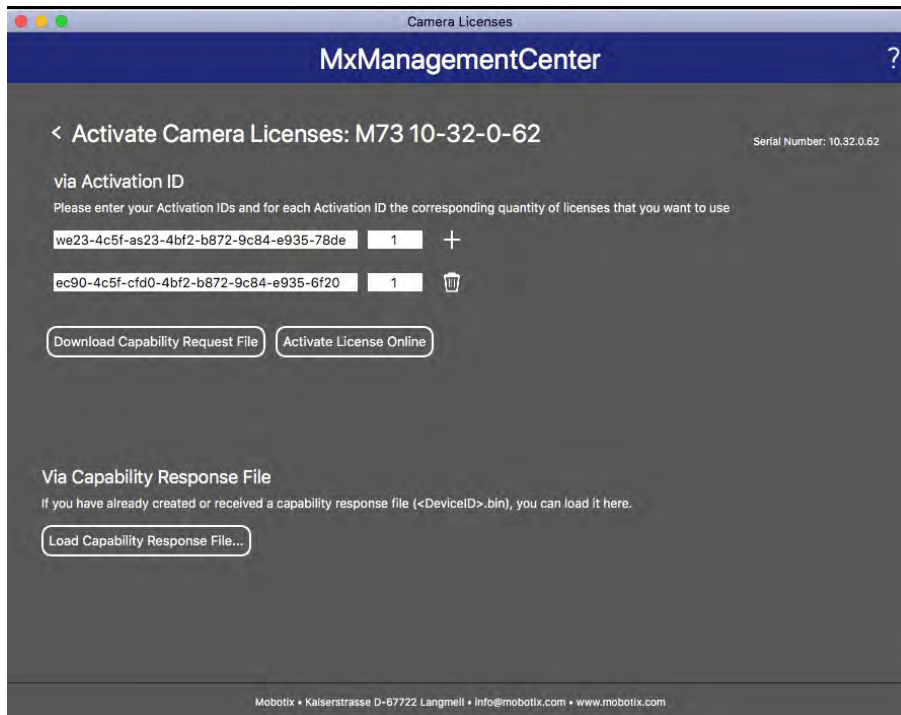 Camera Licenses
MxManagementCenter
?
< Activate Camera Licenses: M73 10-32-0-62
Serial Number: 10.32.0.62
via Activation ID
Please enter your Activation IDs and for each Activation ID the corresponding quantity of licenses that you want to use
we23-4c5f-as23-4bf2-b872-9c84-e935-78de 1 +
ec90-4c5f-cfd0-4bf2-b872-9c84-e935-6f20 1
Download Capability Request File Activate License Online
Via Capability Response File
If you have already created or received a capability response file (<DeviceID>.bin), you can load it here.
Load Capability Response File...
Mobotix • Kaiserstrasse D-67722 Langmeil • info@mobotix.com • www.mobotix.com